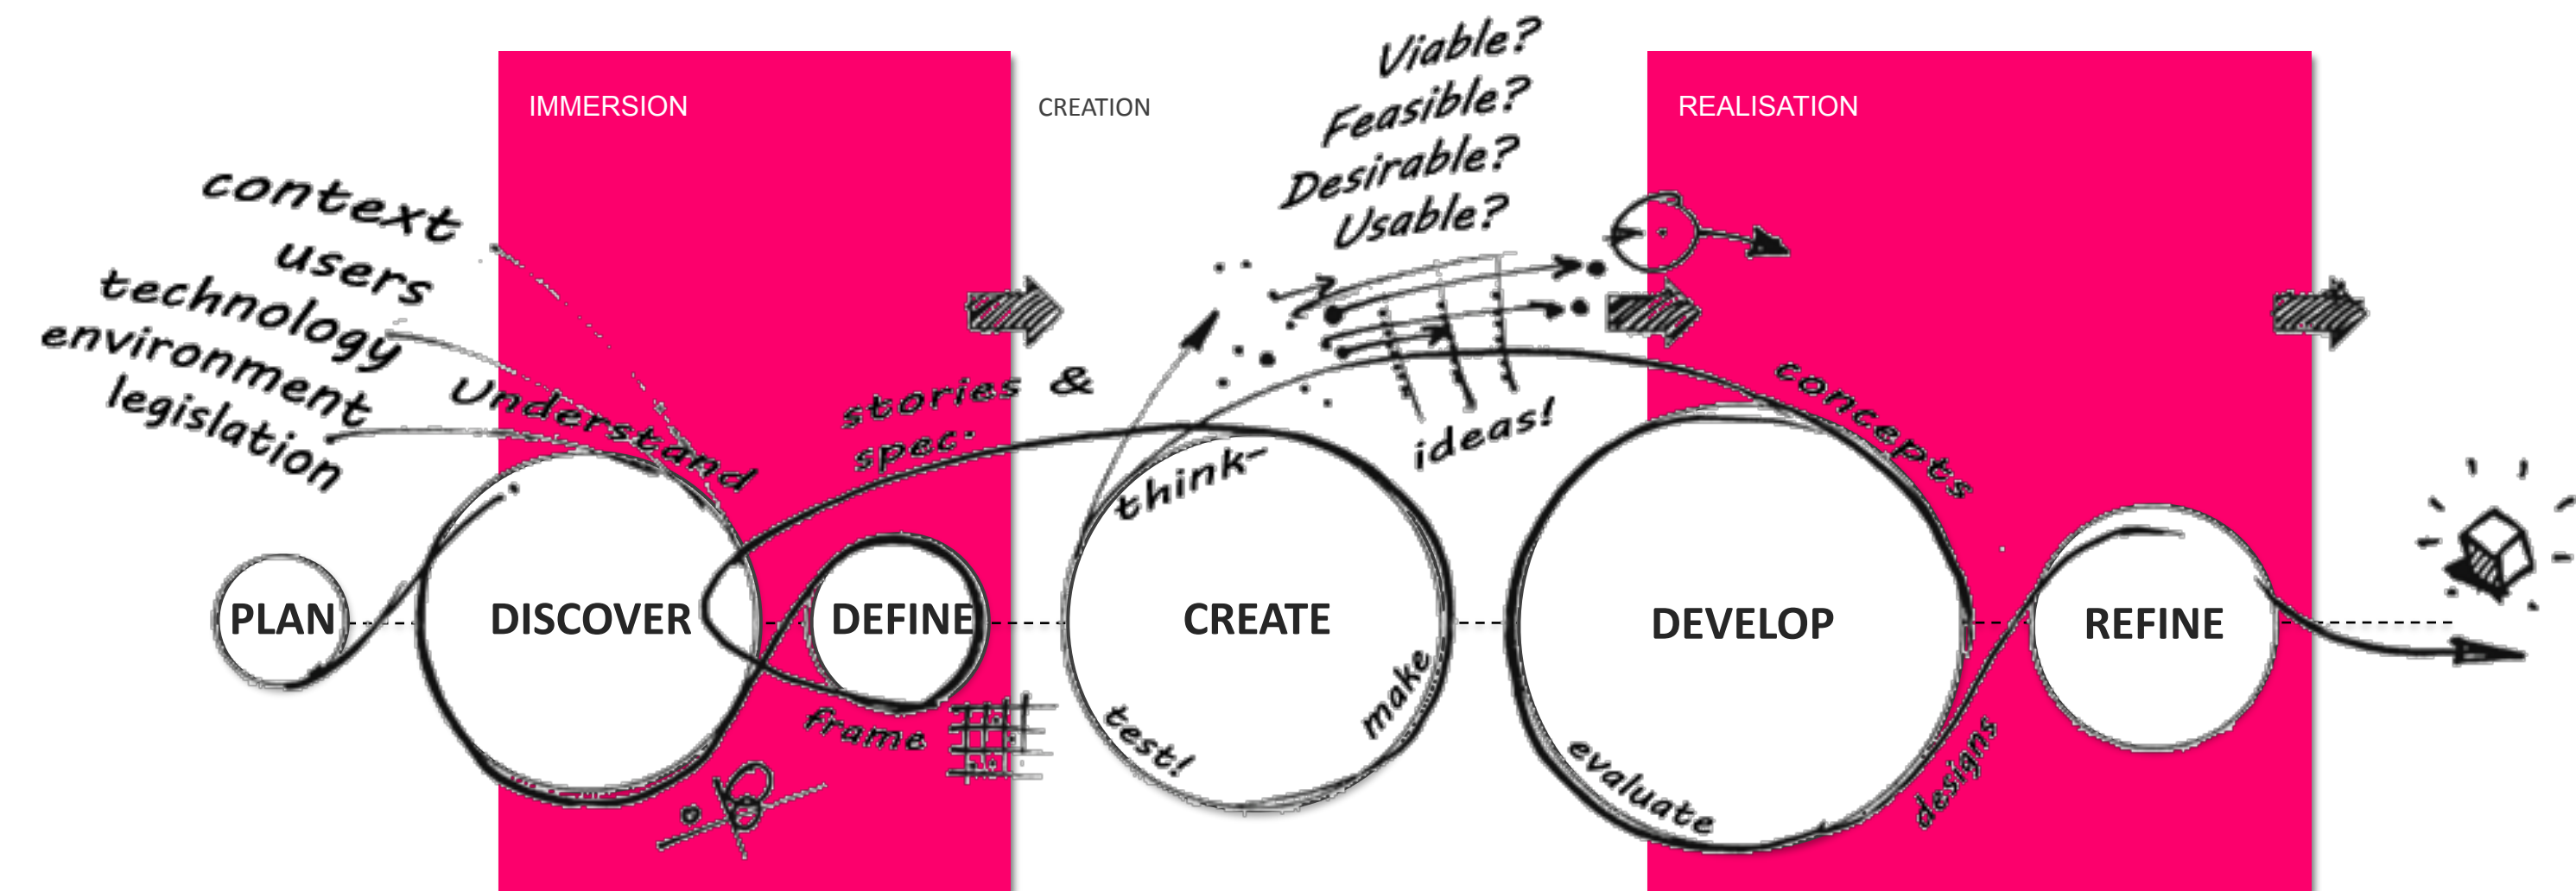 IMMERSION
CREATION
REALISATION
Viable?
Feasible?
Desirable?
Usable?
context
users
technology
environment
legislation
Understand
stories &
spec.
think-
ideas!
concepts
PLAN
DISCOVER
DEFINE
CREATE
DEVELOP
REFINE
frame
test!
make
evaluate
designs